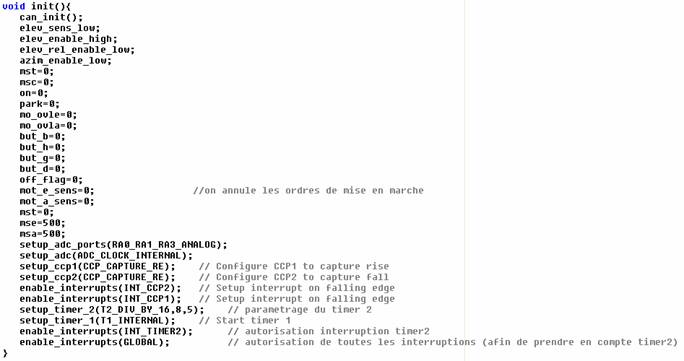 void init(){
can_init();
elev_sens_low;
elev_enable_high;
elev_rel_enable_low;
azim_enable_low;
mst=0;
msc=0;
on=0;
park=0;
mo_ovle=0;
mo_ovla=0;
but_b=0;
but_h=0;
but_g=0;
but_d=0;
off_flag=0;
mot_e_sens=0; //on annule les ordres de mise en marche
mot_a_sens=0;
mst=0;
mse=500;
msa=500;
setup_adc_ports(RA0_RA1_RA3_ANALOG);
setup_adc(ADC_CLOCK_INTERNAL);
setup_ccp1(CCP_CAPTURE_RE); // Configure CCP1 to capture rise
setup_ccp2(CCP_CAPTURE_RE); // Configure CCP2 to capture fall
enable_interrupts(INT_CCP2); // Setup interrupt on falling edge
enable_interrupts(INT_CCP1); // Setup interrupt on falling edge
setup_timer_2(T2_DIV_BY_16,8,5); // parametrage du timer 2
setup_timer_1(T1_INTERNAL); // Start timer 1
enable_interrupts(INT_TIMER2); // autorisation interruption timer2
enable_interrupts(GLOBAL); // autorisation de toutes les interruptions (afin de prendre en compte timer2)
}